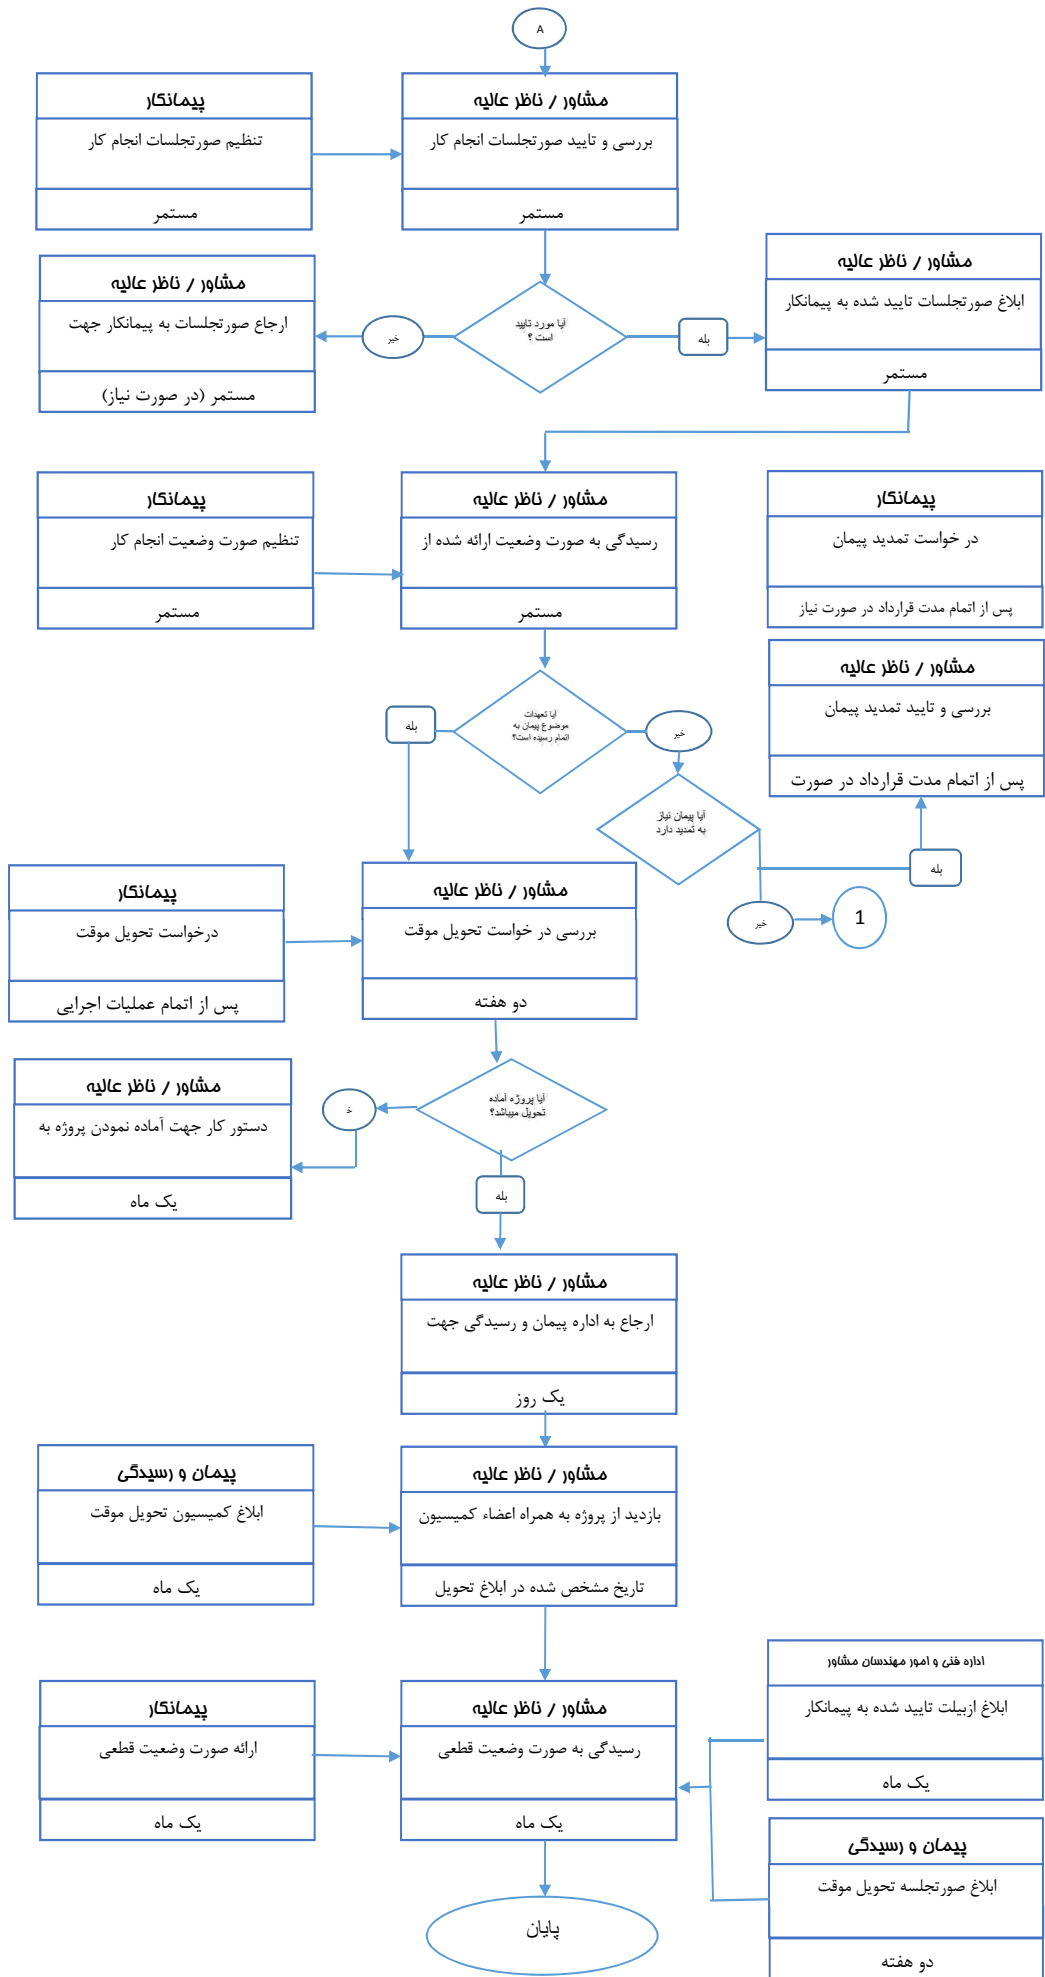 A
مشاور / ناظر عالیه
بررسی و تایید صورتجلسات انجام کار
مستمر
پیمانکار
تنظیم صورتجلسات انجام کار
مستمر
آیا مورد تایید
است ؟
بله
خیر
مشاور / ناظر عالیه
ابلاغ صورتجلسات تایید شده به پیمانکار
مستمر
مشاور / ناظر عالیه
ارجاع صورتجلسات به پیمانکار جهت
مستمر (در صورت نیاز)
پیمانکار
در خواست تمدید پیمان
پس از اتمام مدت قرارداد در صورت نیاز
مشاور / ناظر عالیه
رسیدگی به صورت وضعیت ارائه شده از
مستمر
پیمانکار
تنظیم صورت وضعیت انجام کار
مستمر
مشاور / ناظر عالیه
بررسی و تایید تمدید پیمان
پس از اتمام مدت قرارداد در صورت
آیا تعهدات
موضوع پیمان به
اتمام رسیده است؟
خیر
بله
آیا پیمان نیاز
به تمدید دارد
بله
خیر
1
مشاور / ناظر عالیه
بررسی در خواست تحویل موقت
دو هفته
پیمانکار
درخواست تحویل موقت
پس از اتمام عملیات اجرایی
آیا پروژه آماده
تحویل میباشد؟
خ
بله
مشاور / ناظر عالیه
دستور کار جهت آماده نمودن پروژه به
یک ماه
مشاور / ناظر عالیه
ارجاع به اداره پیمان و رسیدگی جهت
یک روز
مشاور / ناظر عالیه
بازدید از پروژه به همراه اعضاء کمیسیون
تاریخ مشخص شده در ابلاغ تحویل
پیمان و رسیدگی
ابلاغ کمیسیون تحویل موقت
یک ماه
اداره فنی و امور مهندسان مشاور
ابلاغ ازبیلت تایید شده به پیمانکار
یک ماه
مشاور / ناظر عالیه
رسیدگی به صورت وضعیت قطعی
یک ماه
پیمانکار
ارائه صورت وضعیت قطعی
یک ماه
پیمان و رسیدگی
ابلاغ صورتجلسه تحویل موقت
دو هفته
پایان